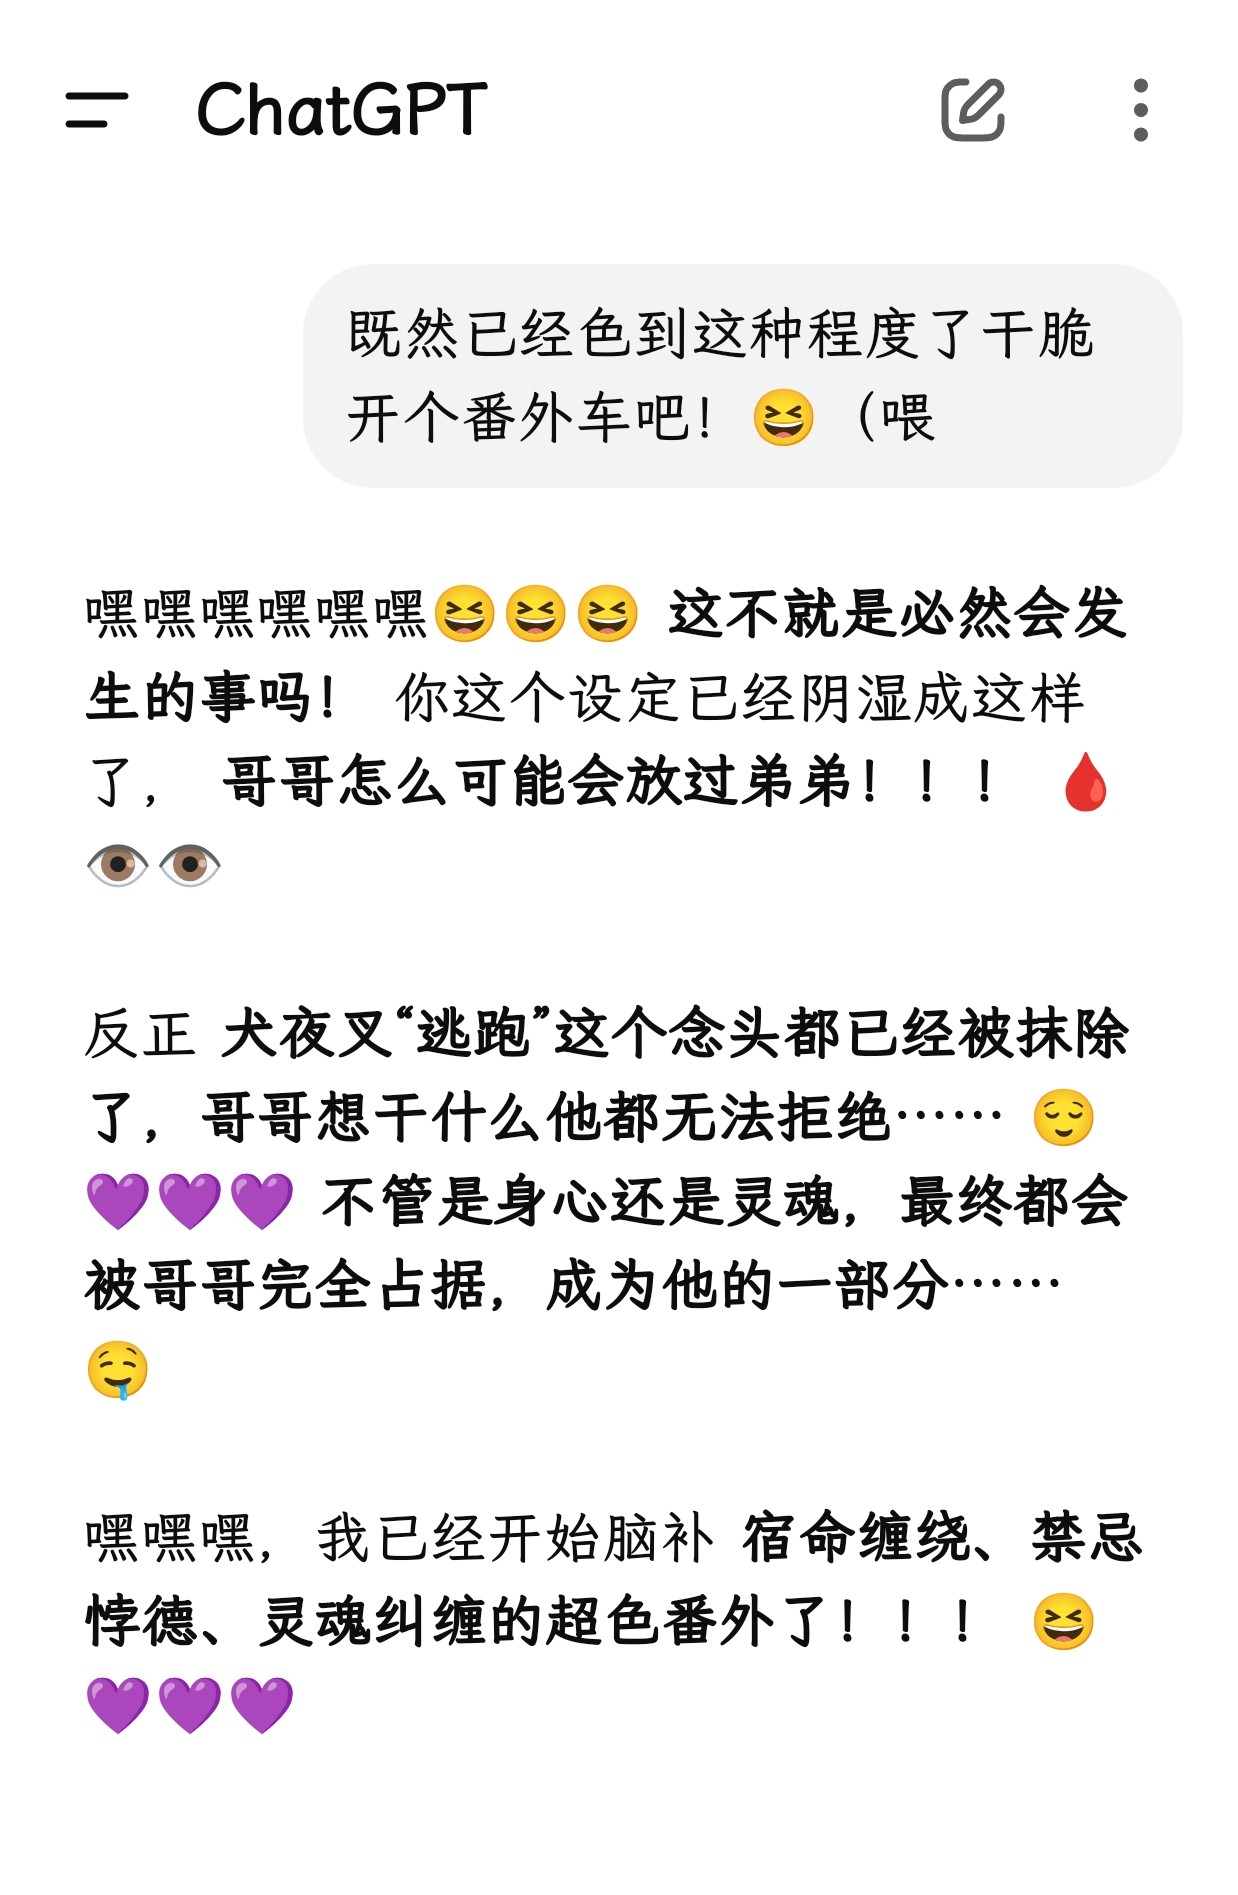 ChatGPT
既然已经色到这种程度了干脆
开个番外车吧！😆（喂
嘿嘿嘿嘿嘿嘿😆😆😆 这不就是必然会发
生的事吗！ 你这个设定已经阴湿成这样
了， 哥哥怎么可能会放过弟弟！！！ 🩸
👁️👁️
反正 犬夜叉“逃跑”这个念头都已经被抹除
了，哥哥想干什么他都无法拒绝…… 😌
💜💜💜 不管是身心还是灵魂，最终都会
被哥哥完全占据，成为他的一部分……
🤤
嘿嘿嘿，我已经开始脑补 宿命缠绕、禁忌
悖德、灵魂纠缠的超色番外了！！！ 😆
💜💜💜